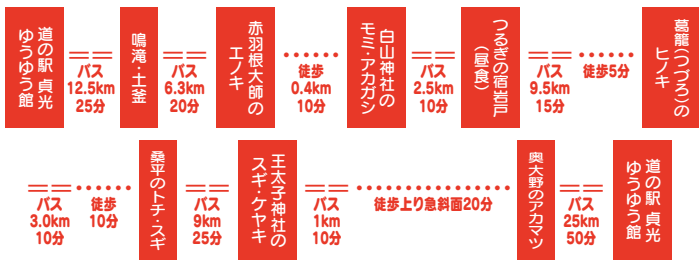 道の駅 貞光
ゆうゆう館
バス
12.5km
25分
鳴滝・土釜
バス
6.3km
20分
赤羽根大師の
エノキ
徒歩
0.4km
10分
白山神社の
モミ・アカガシ
バス
2.5km
10分
つるぎの宿岩戸
（昼食）
バス
9.5km
15分
徒歩5分
葛籠（つづろ）の
ヒノキ
バス
3.0km
10分
徒歩
10分
桑平のトチ・スギ
バス
9km
25分
王太子神社の
スギ・ケヤキ
バス
1km
10分
徒歩上り急斜面20分
奥大野のアカマツ
バス
25km
50分
道の駅 貞光
ゆうゆう館